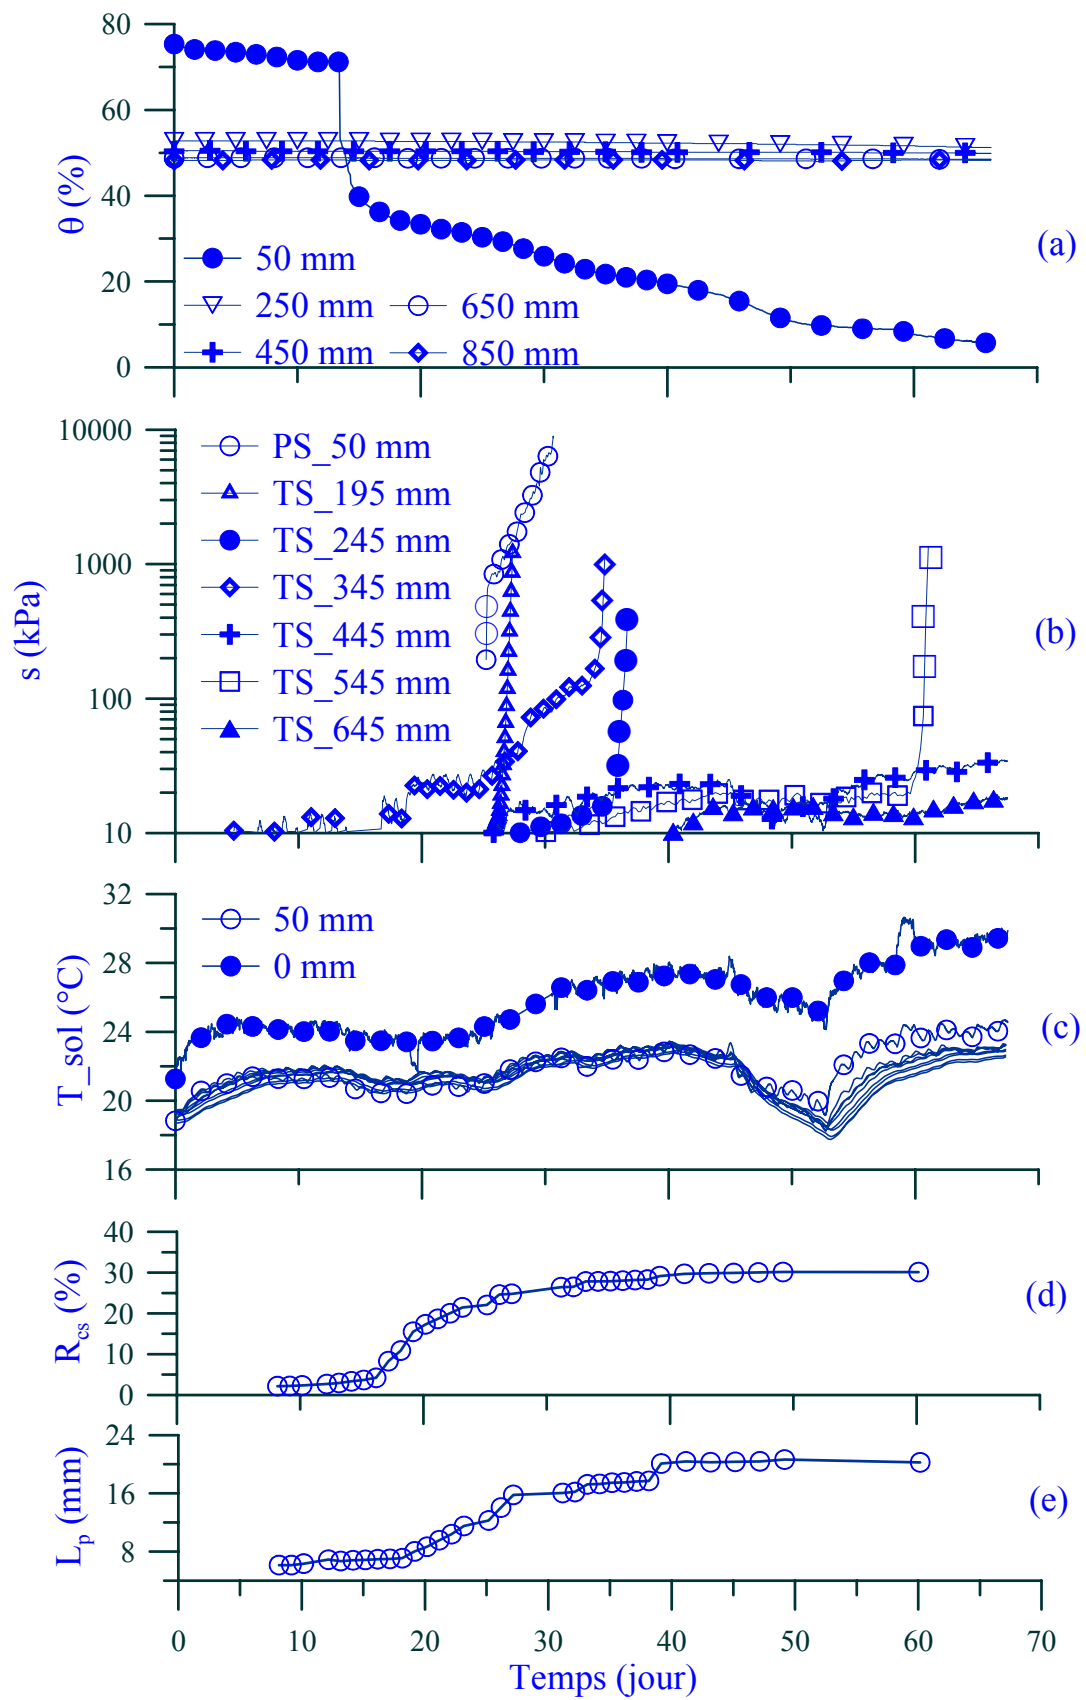 80
60
40
20
0
θ (%)
50 mm
250 mm
650 mm
450 mm
850 mm
(a)
10000
1000
100
10
s (kPa)
PS_50 mm
TS_195 mm
TS_245 mm
TS_345 mm
TS_445 mm
TS_545 mm
TS_645 mm
(b)
32
28
24
20
16
T_sol (°C)
50 mm
0 mm
(c)
40
30
20
10
0
R_cs (%)
(d)
24
16
8
L_p (mm)
(e)
0 10 20 30 40 50 60 70
Temps (jour)